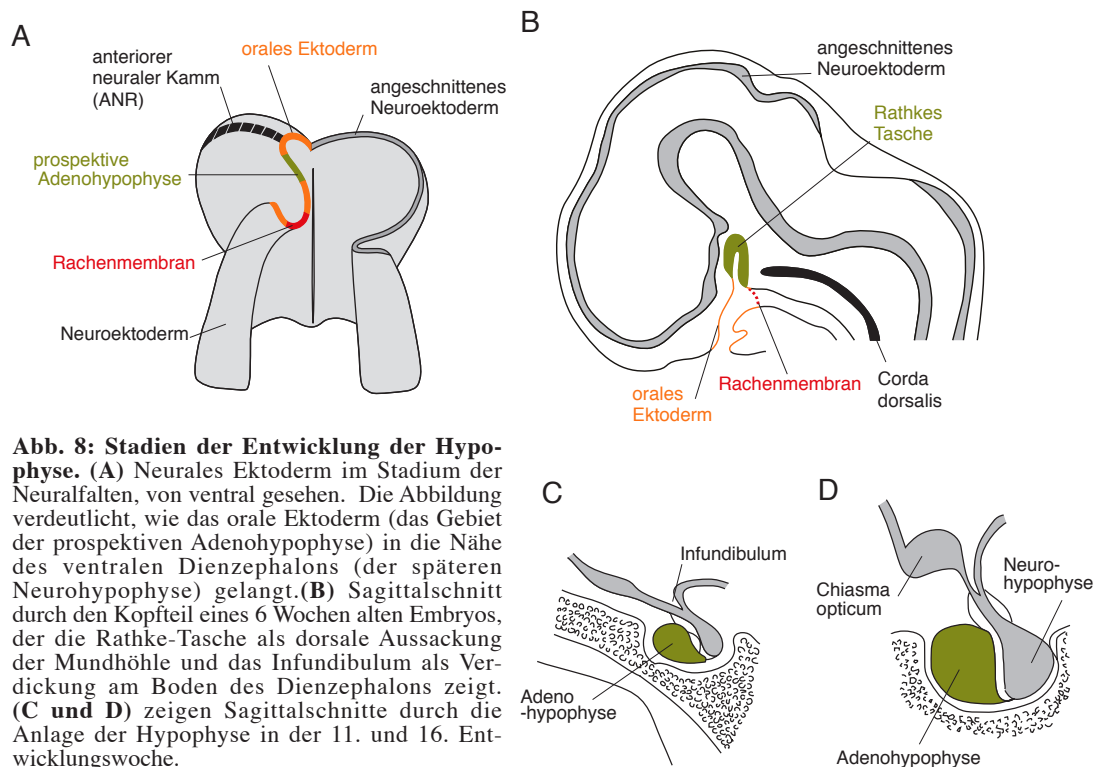 A
anteriorer
neuraler Kamm
(ANR)
orales Ektoderm
angeschnittenes
Neuroektoderm
prospektive
Adenohypophyse
Rachenmembran
Neuroektoderm
B
angeschnittenes
Neuroektoderm
Rathkes
Tasche
orales
Ektoderm
Rachenmembran
Corda
dorsalis
Abb. 8: Stadien der Entwicklung der Hypo-
physe. (A) Neurales Ektoderm im Stadium der
Neuralfalten, von ventral gesehen. Die Abbildung
verdeutlicht, wie das orale Ektoderm (das Gebiet
der prospektiven Adenohypophyse) in die Nähe
des ventralen Dienzephalons (der späteren
Neurohypophyse) gelangt.(B) Sagittalschnitt
durch den Kopfteil eines 6 Wochen alten Embryos,
der die Rathke-Tasche als dorsale Aussackung
der Mundhöhle und das Infundibulum als Ver-
dickung am Boden des Dienzephalons zeigt.
(C und D) zeigen Sagittalschnitte durch die
Anlage der Hypophyse in der 11. und 16. Ent-
wicklungswoche.
C
Infundibulum
Adeno
-hypophyse
D
Chiasma
opticum
Neuro-
hypophyse
Adenohypophyse